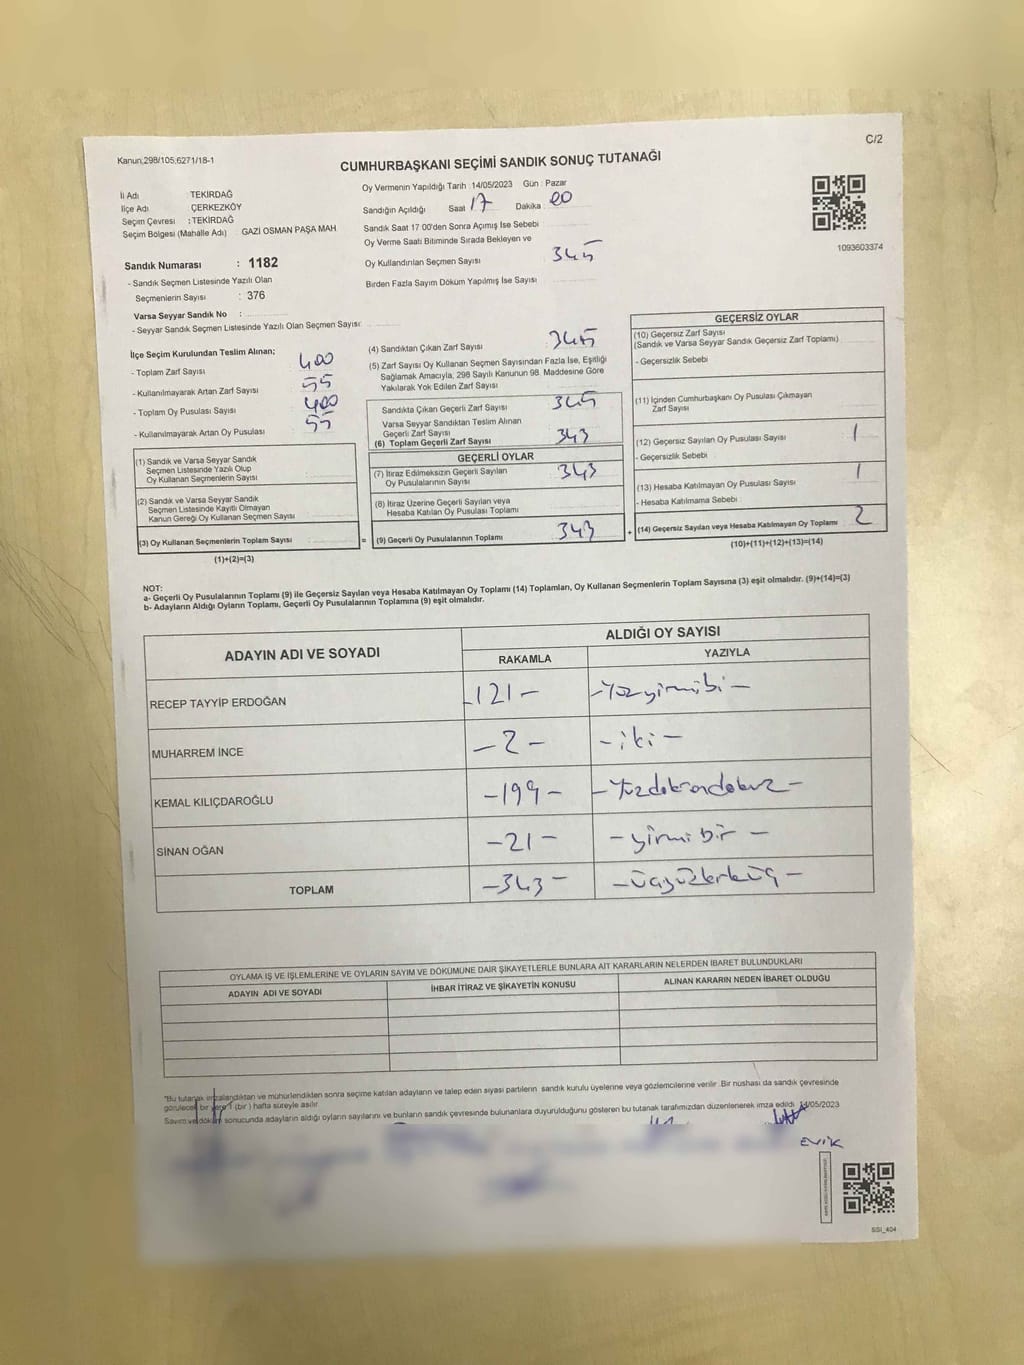 C/2
Kanun,298/105,6271/18-1
CUMHURBAŞKANI SEÇİMİ SANDIK SONUÇ TUTANAĞI
İl Adı : TEKİRDAĞ
İlçe Adı : ÇERKEZKÖY
Seçim Çevresi : TEKİRDAĞ
Seçim Bölgesi (Mahalle Adı) : GAZİ OSMAN PAŞA MAH
Sandık Numarası : 1182
- Sandık Seçmen Listesinde Yazılı Olan
Seçmenlerin Sayısı : 376
Varsa Seyyar Sandık No :
- Seyyar Sandık Seçmen Listesinde Yazılı Olan Seçmen Sayısı
Oy Vermenin Yapıldığı Tarih 14/05/2023 Gün : Pazar
Sandığın Açıldığı Saat 17 Dakika 00
Sandık Saat 17 00'den Sonra Açımış İse Sebebi
Oy Verme Saati Bitiminde Sırada Bekleyen ve
Oy Kullandırılan Seçmen Sayısı 345
Birden Fazla Sayım Döküm Yapılmış İse Sayısı
1093603374
İlçe Seçim Kurulundan Teslim Alınan;
- Toplam Zarf Sayısı 400
- Kullanılmayarak Artan Zarf Sayısı 55
- Toplam Oy Pusulası Sayısı 400
- Kullanılmayarak Artan Oy Pusulası 55
(1) Sandık ve Varsa Seyyar Sandık
Seçmen Listesinde Yazılı Olup
Oy Kullanan Seçmenlerin Sayısı
(2) Sandık ve Varsa Seyyar Sandık
Seçmen Listesinde Kayıtlı Olmayan
Kanun Gereği Oy Kullanan Seçmen Sayısı
(3) Oy Kullanan Seçmenlerin Toplam Sayısı :
(1)+(2)=(3)
(4) Sandıktan Çıkan Zarf Sayısı 345
(5) Zarf Sayısı Oy Kullanan Seçmen Sayısından Fazla İse, Eşitliği
Sağlamak Amacıyla, 298 Sayılı Kanunun 98. Maddesine Göre
Yakılarak Yok Edilen Zarf Sayısı
Sandıkta Çıkan Geçerli Zarf Sayısı 345
Varsa Seyyar Sandıktan Teslim Alınan
Geçerli Zarf Sayısı
(6) Toplam Geçerli Zarf Sayısı 343
GEÇERLİ OYLAR
(7) İtiraz Edilmeksizin Geçerli Sayılan
Oy Pusulalarının Sayısı 343
(8) İtiraz Üzerine Geçerli Sayılan veya
Hesaba Katılan Oy Pusulası Toplamı
= (9) Geçerli Oy Pusulalarının Toplamı 343
GEÇERSİZ OYLAR
(10) Geçersiz Zarf Sayısı
(Sandık ve Varsa Seyyar Sandık Geçersiz Zarf Toplamı)
- Geçersizlik Sebebi
(11) İçinden Cumhurbaşkanı Oy Pusulası Çıkmayan
Zarf Sayısı
(12) Geçersiz Sayılan Oy Pusulası Sayısı 1
- Geçersizlik Sebebi
(13) Hesaba Katılmayan Oy Pusulası Sayısı 1
- Hesaba Katılmama Sebebi
+ (14) Geçersiz Sayılan veya Hesaba Katılmayan Oy Toplamı 2
(10)+(11)+(12)+(13)=(14)
NOT:
a- Geçerli Oy Pusulalarının Toplamı (9) ile Geçersiz Sayılan veya Hesaba Katılmayan Oy Toplamı (14) Toplamları, Oy Kullanan Seçmenlerin Toplam Sayısına (3) eşit olmalıdır. (9)+(14)=(3)
b- Adayların Aldığı Oyların Toplamı, Geçerli Oy Pusulalarının Toplamına (9) eşit olmalıdır.
ADAYIN ADI VE SOYADI ALDIĞI OY SAYISI
RAKAMLA YAZIYLA
RECEP TAYYİP ERDOĞAN -121- -Yüzyirmibi-
MUHARREM İNCE -2- -iki-
KEMAL KILIÇDAROĞLU -199- -Yüzdoksandokuz-
SİNAN OĞAN -21- -yirmibir-
TOPLAM -343- -üçyüzkırküç-
OYLAMA İŞ VE İŞLEMLERİNE VE OYLARIN SAYIM VE DÖKÜMÜNE DAİR ŞİKAYETLERLE BUNLARA AİT KARARLARIN NELERDEN İBARET BULUNDUKLARI
ADAYIN ADI VE SOYADI İHBAR İTİRAZ VE ŞİKAYETİN KONUSU ALINAN KARARIN NEDEN İBARET OLDUĞU
"Bu tutanak imzalandıktan ve mühürlendikten sonra seçime katılan adayların ve talep eden siyasi partilerin sandık kurulu üyelerine veya gözlemcilerine verilir. Bir nüshası da sandık çevresinde
görülecek bir yere 1 (bir ) hafta süreyle asılır
Sayım ve döküm sonucunda adayların aldığı oyların sayılarını ve bunların sandık çevresinde bulunanlara duyurulduğunu gösteren bu tutanak tarafımızdan düzenlenerek imza edildi. 14/05/2023
EVİK
SSI_404